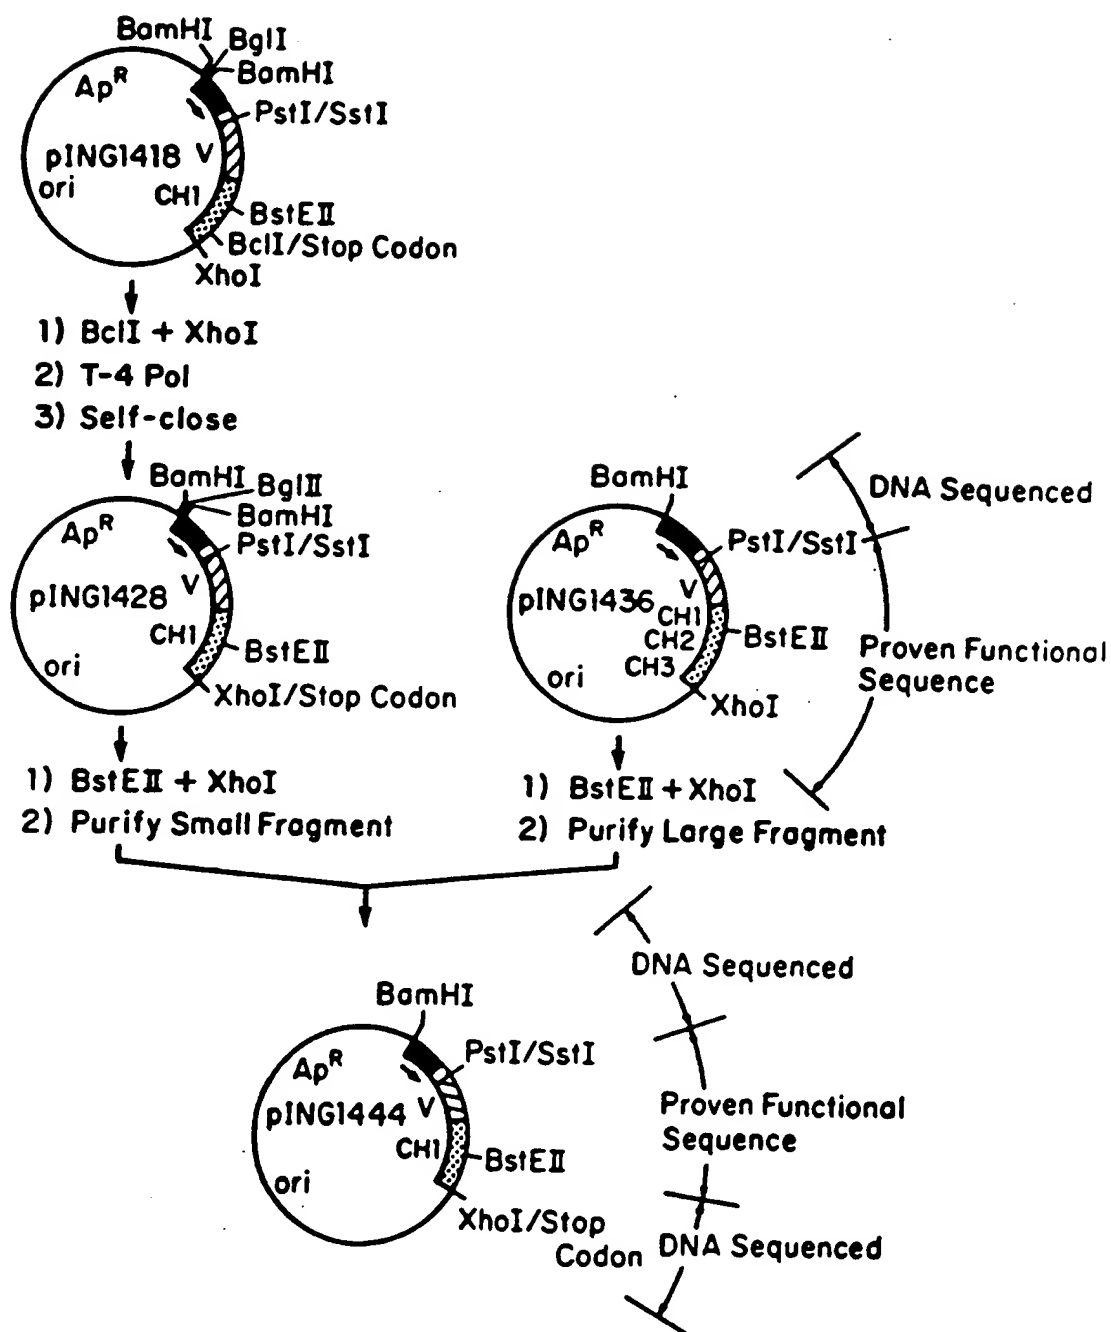 BamHI
BglI
BamHI
Ap^R
PstI/SstI
pING1418
V
ori
CH1
BstEII
BclI/Stop Codon
XhoI
1) BclI + XhoI
2) T-4 Pol
3) Self-close
BamHI
BglII
BamHI
Ap^R
PstI/SstI
pING1428
V
CH1
ori
BstEII
XhoI/Stop Codon
1) BstEII + XhoI
2) Purify Small Fragment
BamHI
Ap^R
PstI/SstI
pING1436
V
CH1
CH2
CH3
ori
BstEII
XhoI
DNA Sequenced
Proven Functional
Sequence
1) BstEII + XhoI
2) Purify Large Fragment
BamHI
Ap^R
PstI/SstI
pING1444
V
CH1
ori
BstEII
XhoI/Stop
Codon
DNA Sequenced
Proven Functional
Sequence
DNA Sequenced